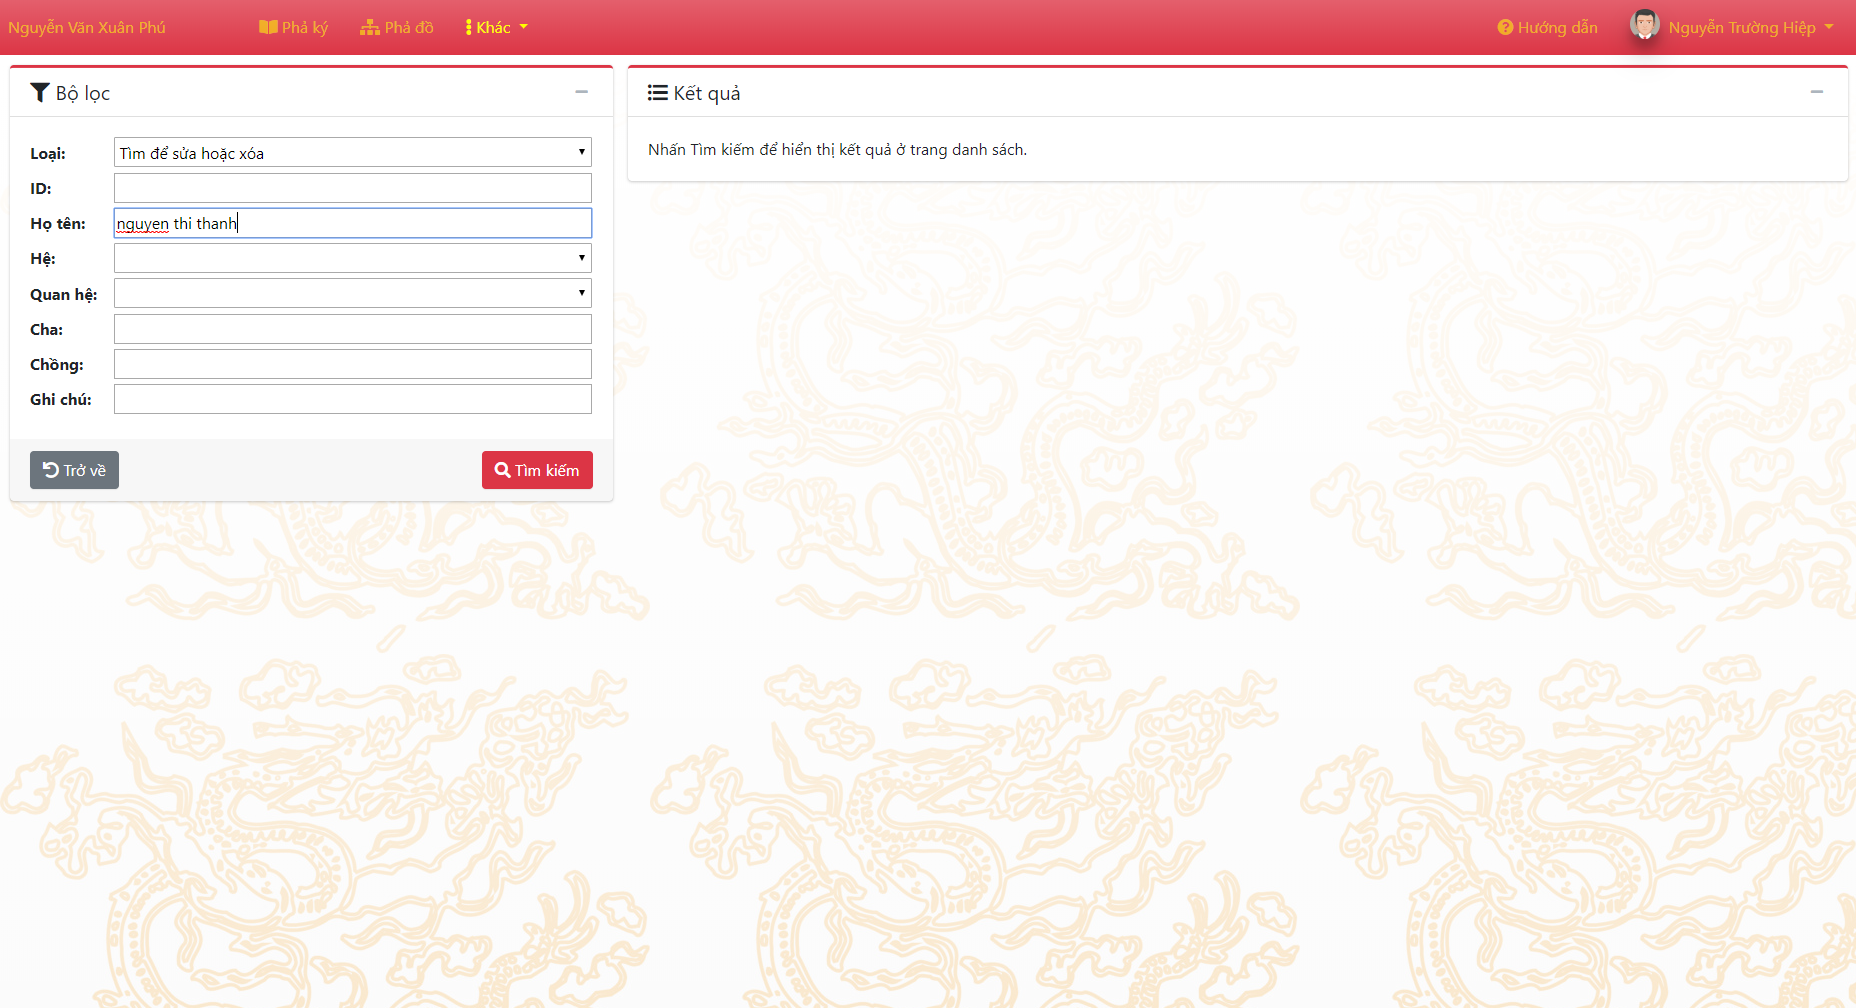 Nguyễn Văn Xuân Phú Phả ký Phả đồ Khác Hướng dẫn Nguyễn Trường Hiệp
Bộ lọc
Loại: Tìm để sửa hoặc xóa
ID:
Họ tên: nguyen thi thanh
Hệ:
Quan hệ:
Cha:
Chồng:
Ghi chú:
Trở về Tìm kiếm
Kết quả
Nhấn Tìm kiếm để hiển thị kết quả ở trang danh sách.